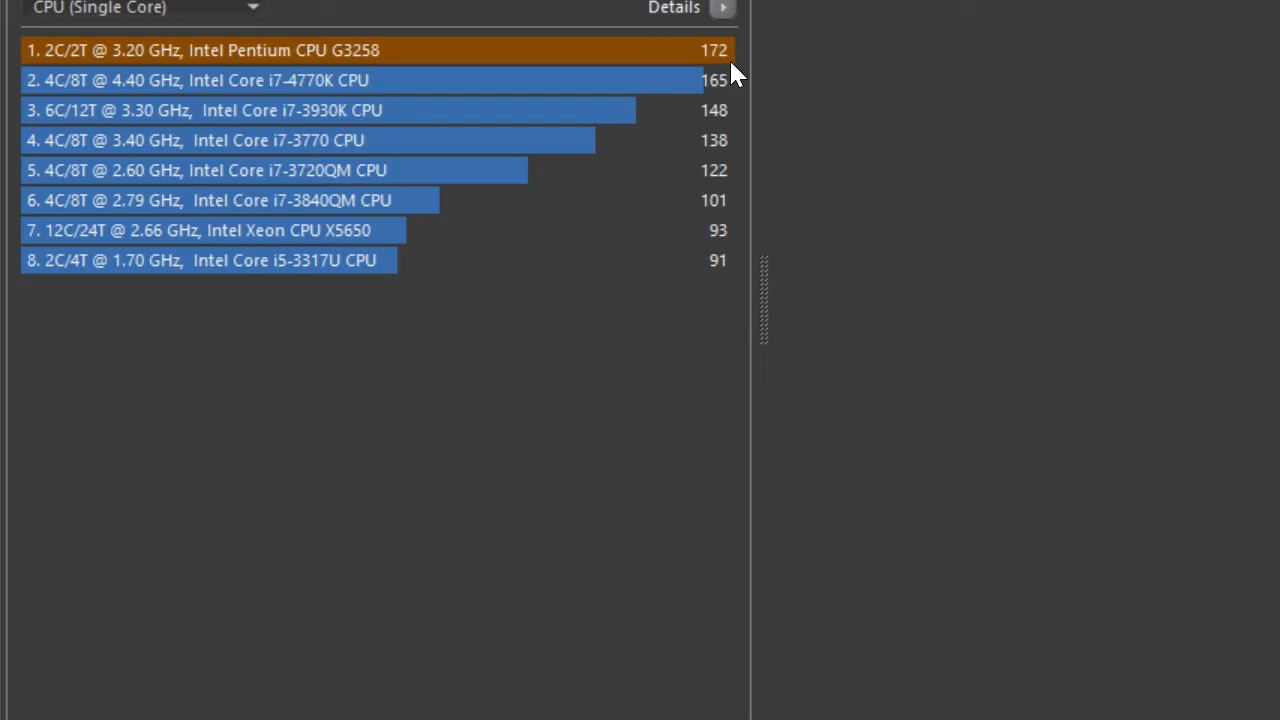 CPU (Single Core) Details
1. 2C/2T @ 3.20 GHz, Intel Pentium CPU G3258 172
2. 4C/8T @ 4.40 GHz, Intel Core i7-4770K CPU 165
3. 6C/12T @ 3.30 GHz, Intel Core i7-3930K CPU 148
4. 4C/8T @ 3.40 GHz, Intel Core i7-3770 CPU 138
5. 4C/8T @ 2.60 GHz, Intel Core i7-3720QM CPU 122
6. 4C/8T @ 2.79 GHz, Intel Core i7-3840QM CPU 101
7. 12C/24T @ 2.66 GHz, Intel Xeon CPU X5650 93
8. 2C/4T @ 1.70 GHz, Intel Core i5-3317U CPU 91